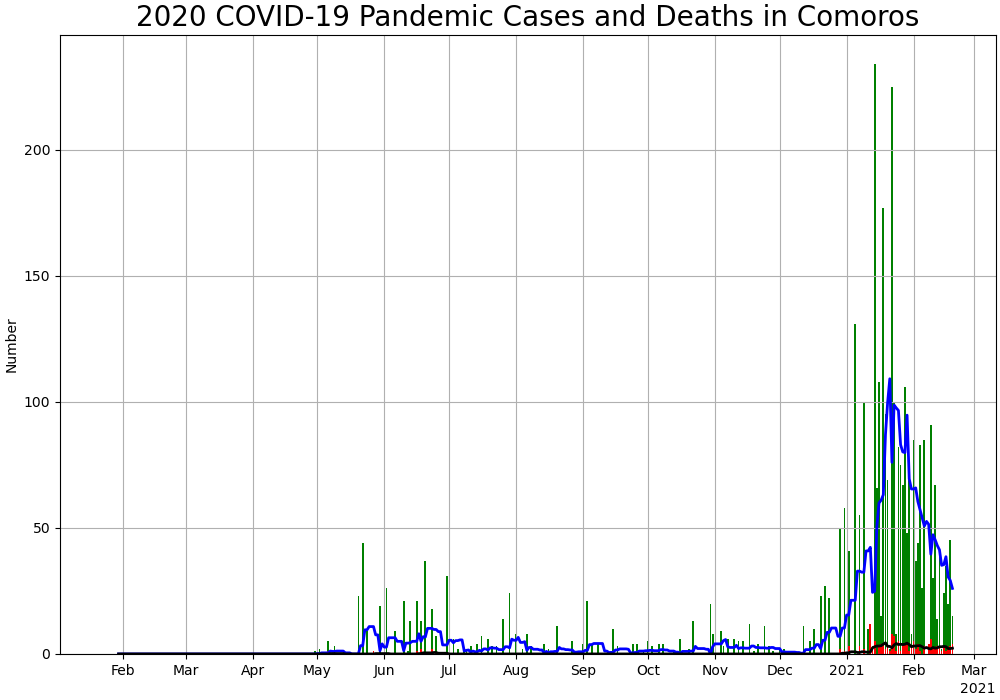 2020 COVID-19 Pandemic Cases and Deaths in Comoros
Number
200
150
100
50
0
Feb Mar Apr May Jun Jul Aug Sep Oct Nov Dec 2021 Feb Mar
2021